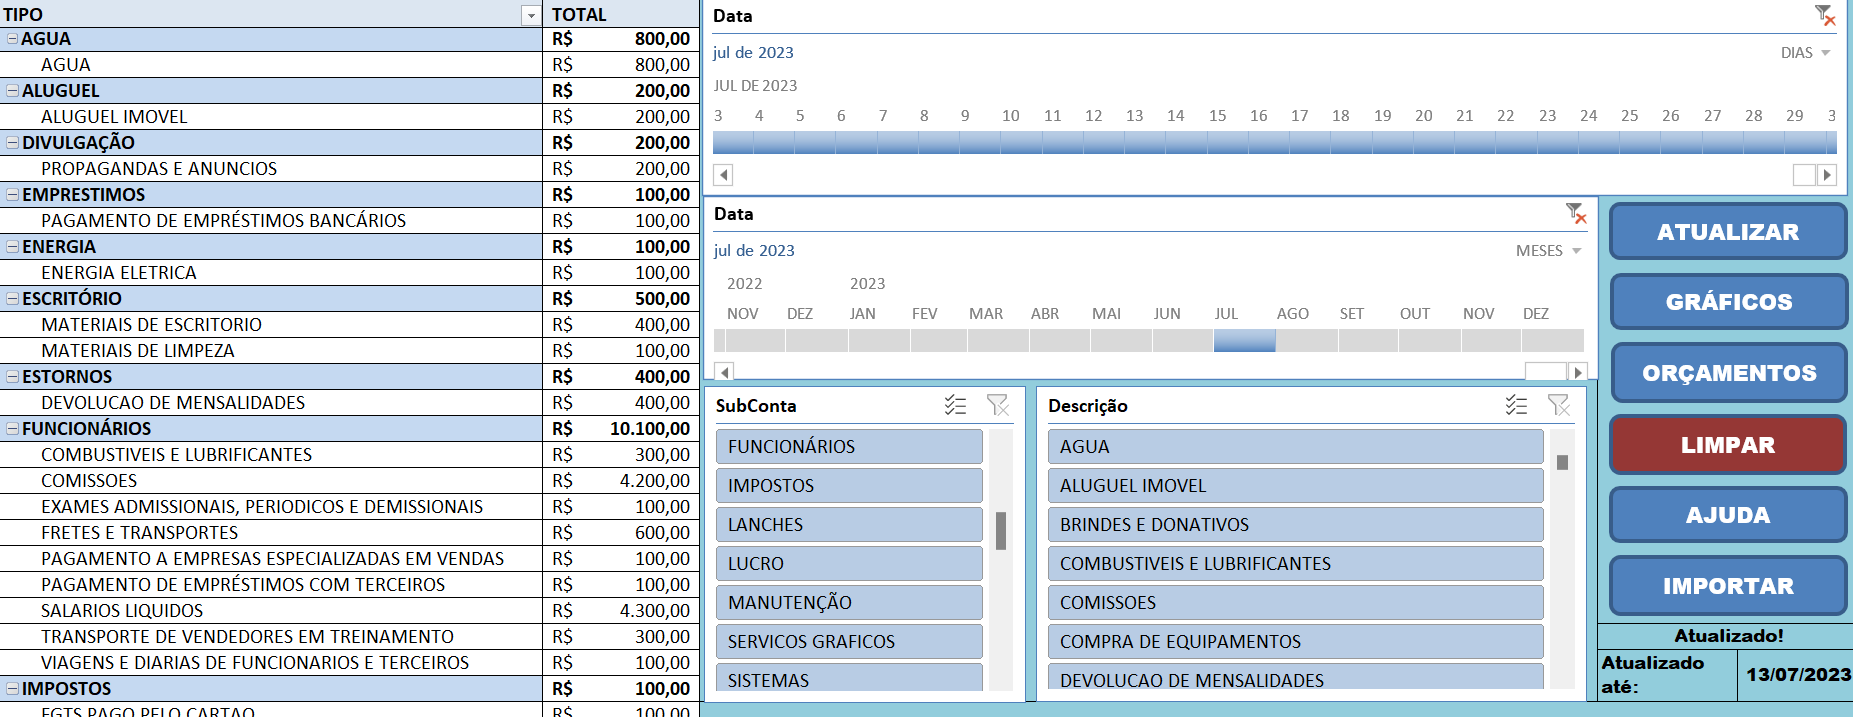 TIPO TOTAL
AGUA R$ 800,00
AGUA R$ 800,00
ALUGUEL R$ 200,00
ALUGUEL IMOVEL R$ 200,00
DIVULGAÇÃO R$ 200,00
PROPAGANDAS E ANUNCIOS R$ 200,00
EMPRESTIMOS R$ 100,00
PAGAMENTO DE EMPRÉSTIMOS BANCÁRIOS R$ 100,00
ENERGIA R$ 100,00
ENERGIA ELETRICA R$ 100,00
ESCRITÓRIO R$ 500,00
MATERIAIS DE ESCRITORIO R$ 400,00
MATERIAIS DE LIMPEZA R$ 100,00
ESTORNOS R$ 400,00
DEVOLUCAO DE MENSALIDADES R$ 400,00
FUNCIONÁRIOS R$ 10.100,00
COMBUSTIVEIS E LUBRIFICANTES R$ 300,00
COMISSOES R$ 4.200,00
EXAMES ADMISSIONAIS, PERIODICOS E DEMISSIONAIS R$ 100,00
FRETES E TRANSPORTES R$ 600,00
PAGAMENTO A EMPRESAS ESPECIALIZADAS EM VENDAS R$ 100,00
PAGAMENTO DE EMPRÉSTIMOS COM TERCEIROS R$ 100,00
SALARIOS LIQUIDOS R$ 4.300,00
TRANSPORTE DE VENDEDORES EM TREINAMENTO R$ 300,00
VIAGENS E DIARIAS DE FUNCIONARIOS E TERCEIROS R$ 100,00
IMPOSTOS R$ 100,00
FGTS PAGO PELO CARTAO R$ 100,00
Data
jul de 2023 DIAS
JUL DE 2023
3 4 5 6 7 8 9 10 11 12 13 14 15 16 17 18 19 20 21 22 23 24 25 26 27 28 29 3
Data
jul de 2023 MESES
2022 2023
NOV DEZ JAN FEV MAR ABR MAI JUN JUL AGO SET OUT NOV DEZ
SubConta
FUNCIONÁRIOS
IMPOSTOS
LANCHES
LUCRO
MANUTENÇÃO
SERVICOS GRAFICOS
SISTEMAS
Descrição
AGUA
ALUGUEL IMOVEL
BRINDES E DONATIVOS
COMBUSTIVEIS E LUBRIFICANTES
COMISSOES
COMPRA DE EQUIPAMENTOS
DEVOLUCAO DE MENSALIDADES
ATUALIZAR
GRÁFICOS
ORÇAMENTOS
LIMPAR
AJUDA
IMPORTAR
Atualizado!
Atualizado
até: 13/07/2023